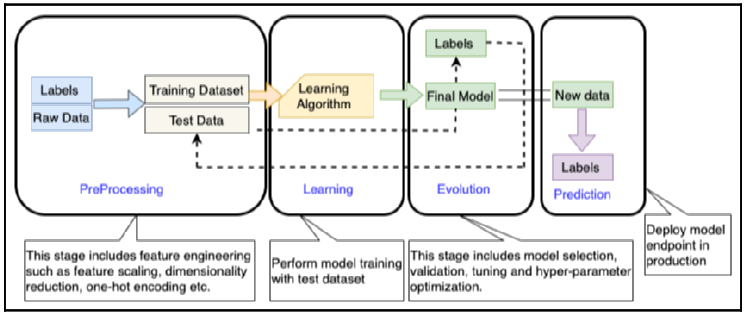 Labels
Raw Data
Training Dataset
Test Data
PreProcessing
Learning
Algorithm
Learning
Labels
Final Model
Evolution
New data
Labels
Prediction
This stage includes feature engineering
such as feature scaling, dimensionality
reduction, one-hot encoding etc.
Perform model training
with test dataset
This stage includes model selection,
validation, tuning and hyper-parameter
optimization.
Deploy model
endpoint in
production